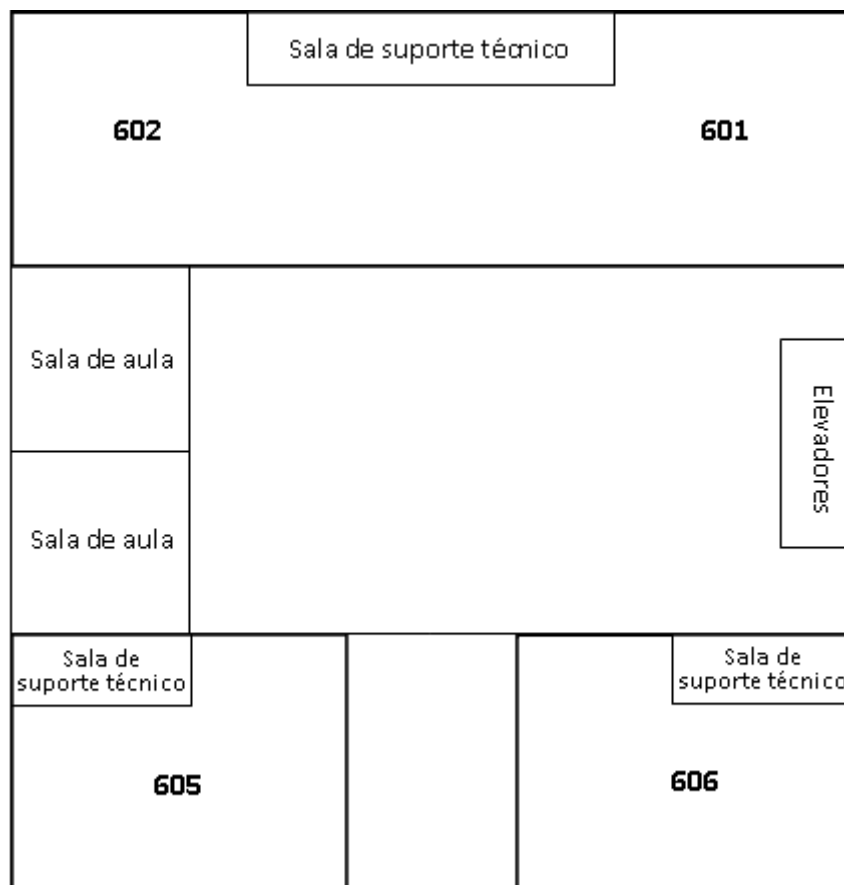 Sala de suporte técnico
602
601
Sala de aula
Elevadores
Sala de aula
Sala de
suporte técnico
Sala de
suporte técnico
605
606